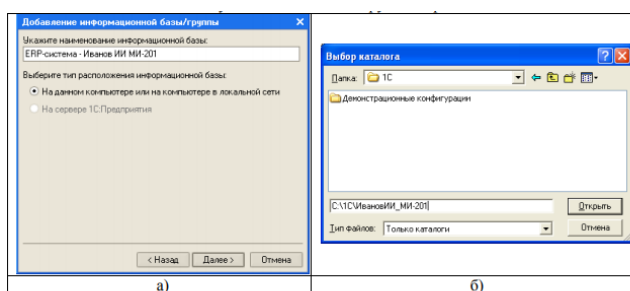 Добавление информационной базы/группы
Укажите наименование информационной базы:
ERP-система - Иванов ИИ МИ-201
Выберите тип расположения информационной базы:
На данном компьютере или на компьютере в локальной сети
На сервере 1С:Предприятия
< Назад Далее > Отмена
а)
Выбор каталога
Папка: 1C
Демонстрационные конфигурации
C:\1C\ИвановИИ_МИ-201
Открыть
Тип файлов: Только каталоги
Отмена
б)